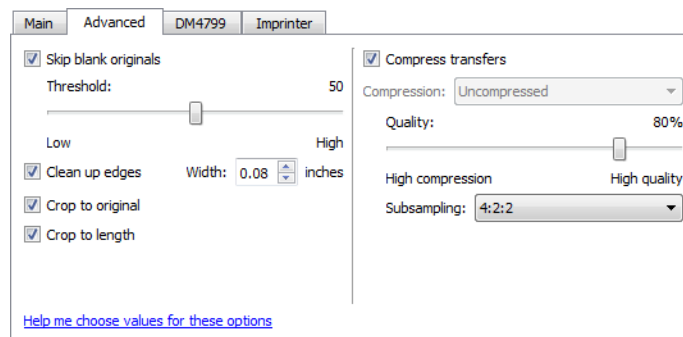 Main Advanced DM4799 Imprinter
Skip blank originals
Threshold: 50
Low High
Clean up edges Width: 0.08 inches
Crop to original
Crop to length
Help me choose values for these options
Compress transfers
Compression: Uncompressed
Quality: 80%
High compression High quality
Subsampling: 4:2:2